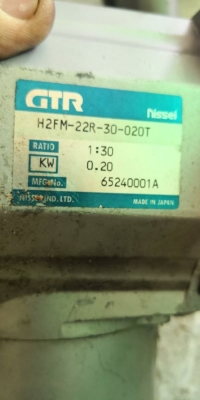 GTR
Nissei
H2FM-22R-30-020T
RATIO 1:30
KW 0.20
MFG.No. 65240001A
NISSEI IND. LTD. MADE IN JAPAN